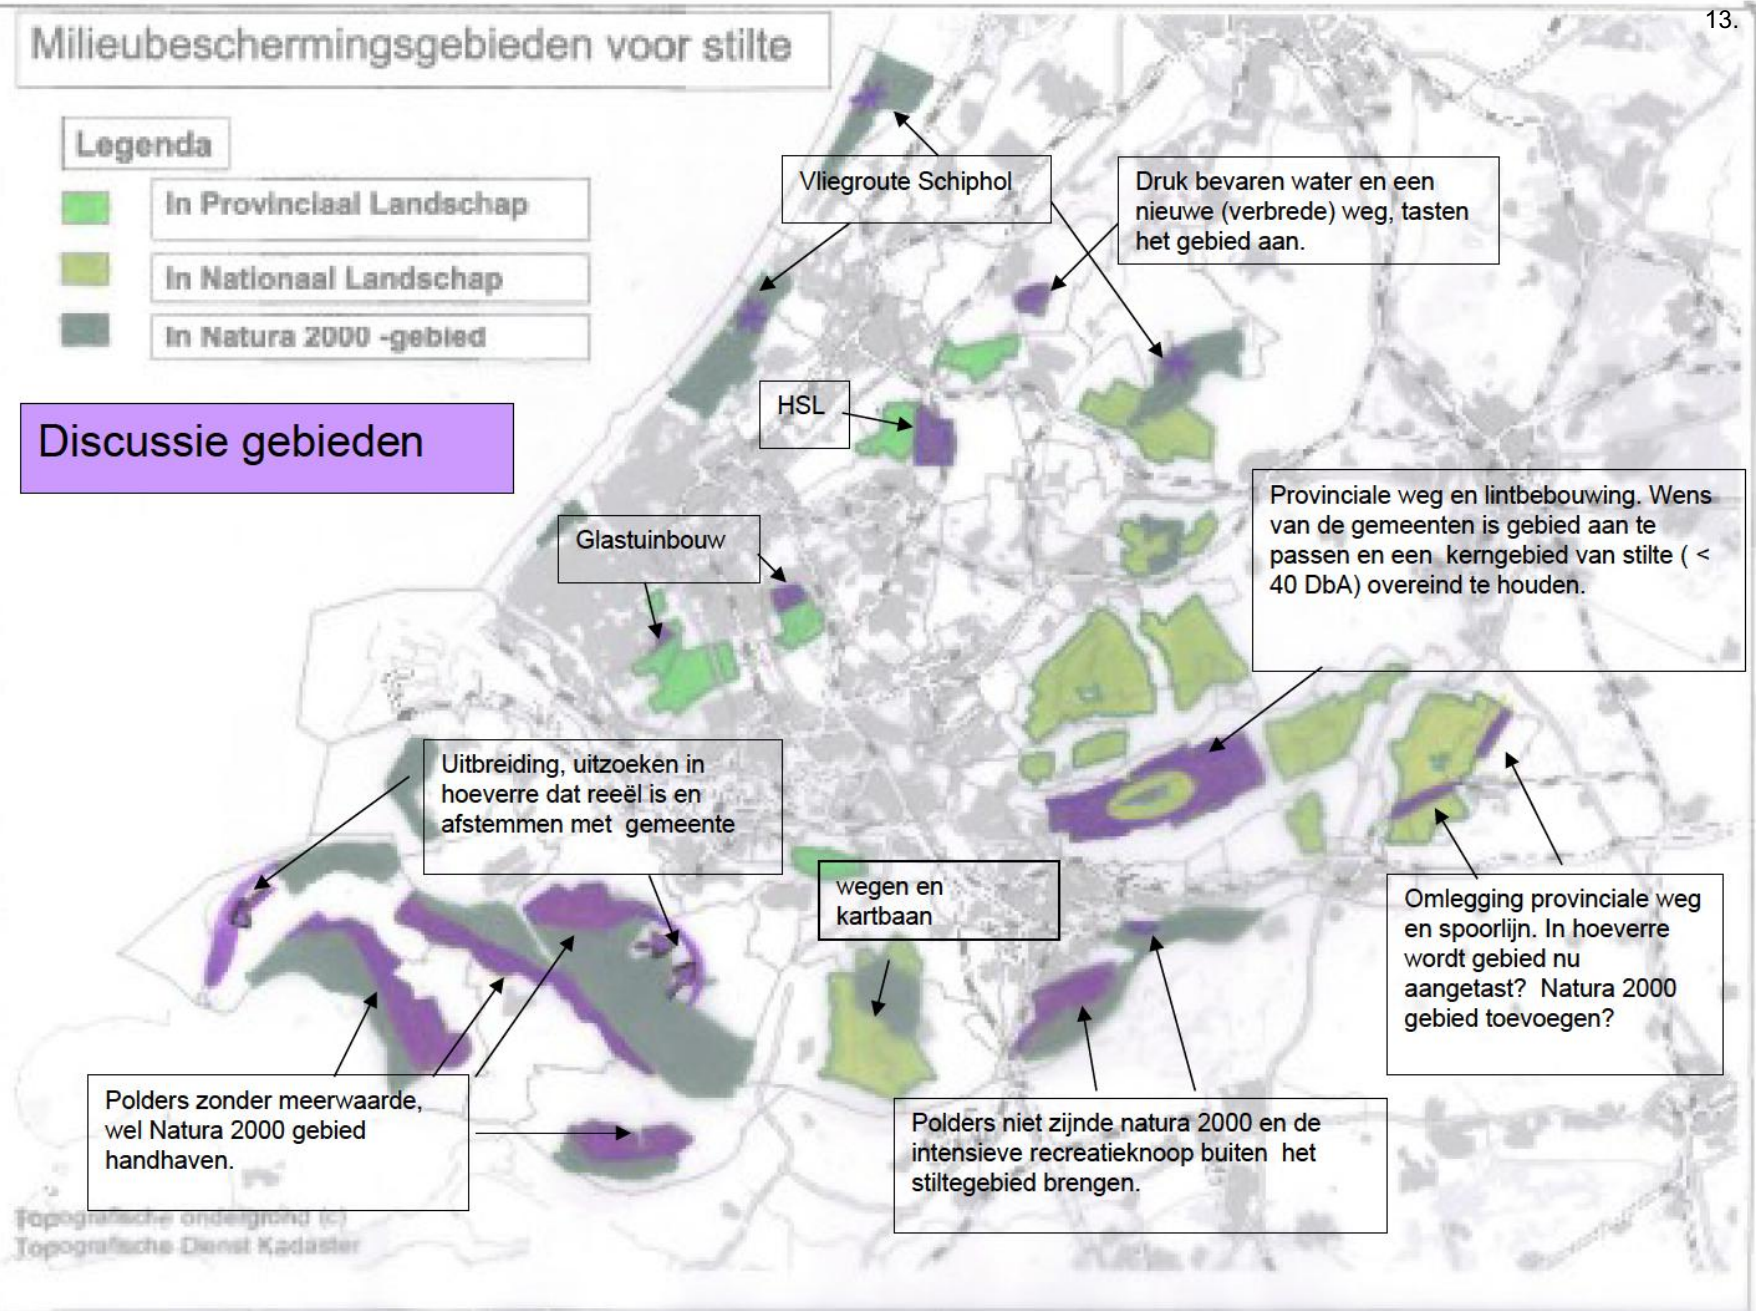 13.
Milieubeschermingsgebieden voor stilte
Legenda
In Provinciaal Landschap
In Nationaal Landschap
In Natura 2000 -gebied
Discussie gebieden
Vliegroute Schiphol
Druk bevaren water en een
nieuwe (verbrede) weg, tasten
het gebied aan.
HSL
Glastuinbouw
Provinciale weg en lintbebouwing. Wens
van de gemeenten is gebied aan te
passen en een kerngebied van stilte ( <
40 DbA) overeind te houden.
Uitbreiding, uitzoeken in
hoeverre dat reeël is en
afstemmen met gemeente
wegen en
kartbaan
Omlegging provinciale weg
en spoorlijn. In hoeverre
wordt gebied nu
aangetast? Natura 2000
gebied toevoegen?
Polders zonder meerwaarde,
wel Natura 2000 gebied
handhaven.
Polders niet zijnde natura 2000 en de
intensieve recreatieknoop buiten het
stiltegebied brengen.
Topografische ondergrond (c)
Topografische Dienst Kadaster